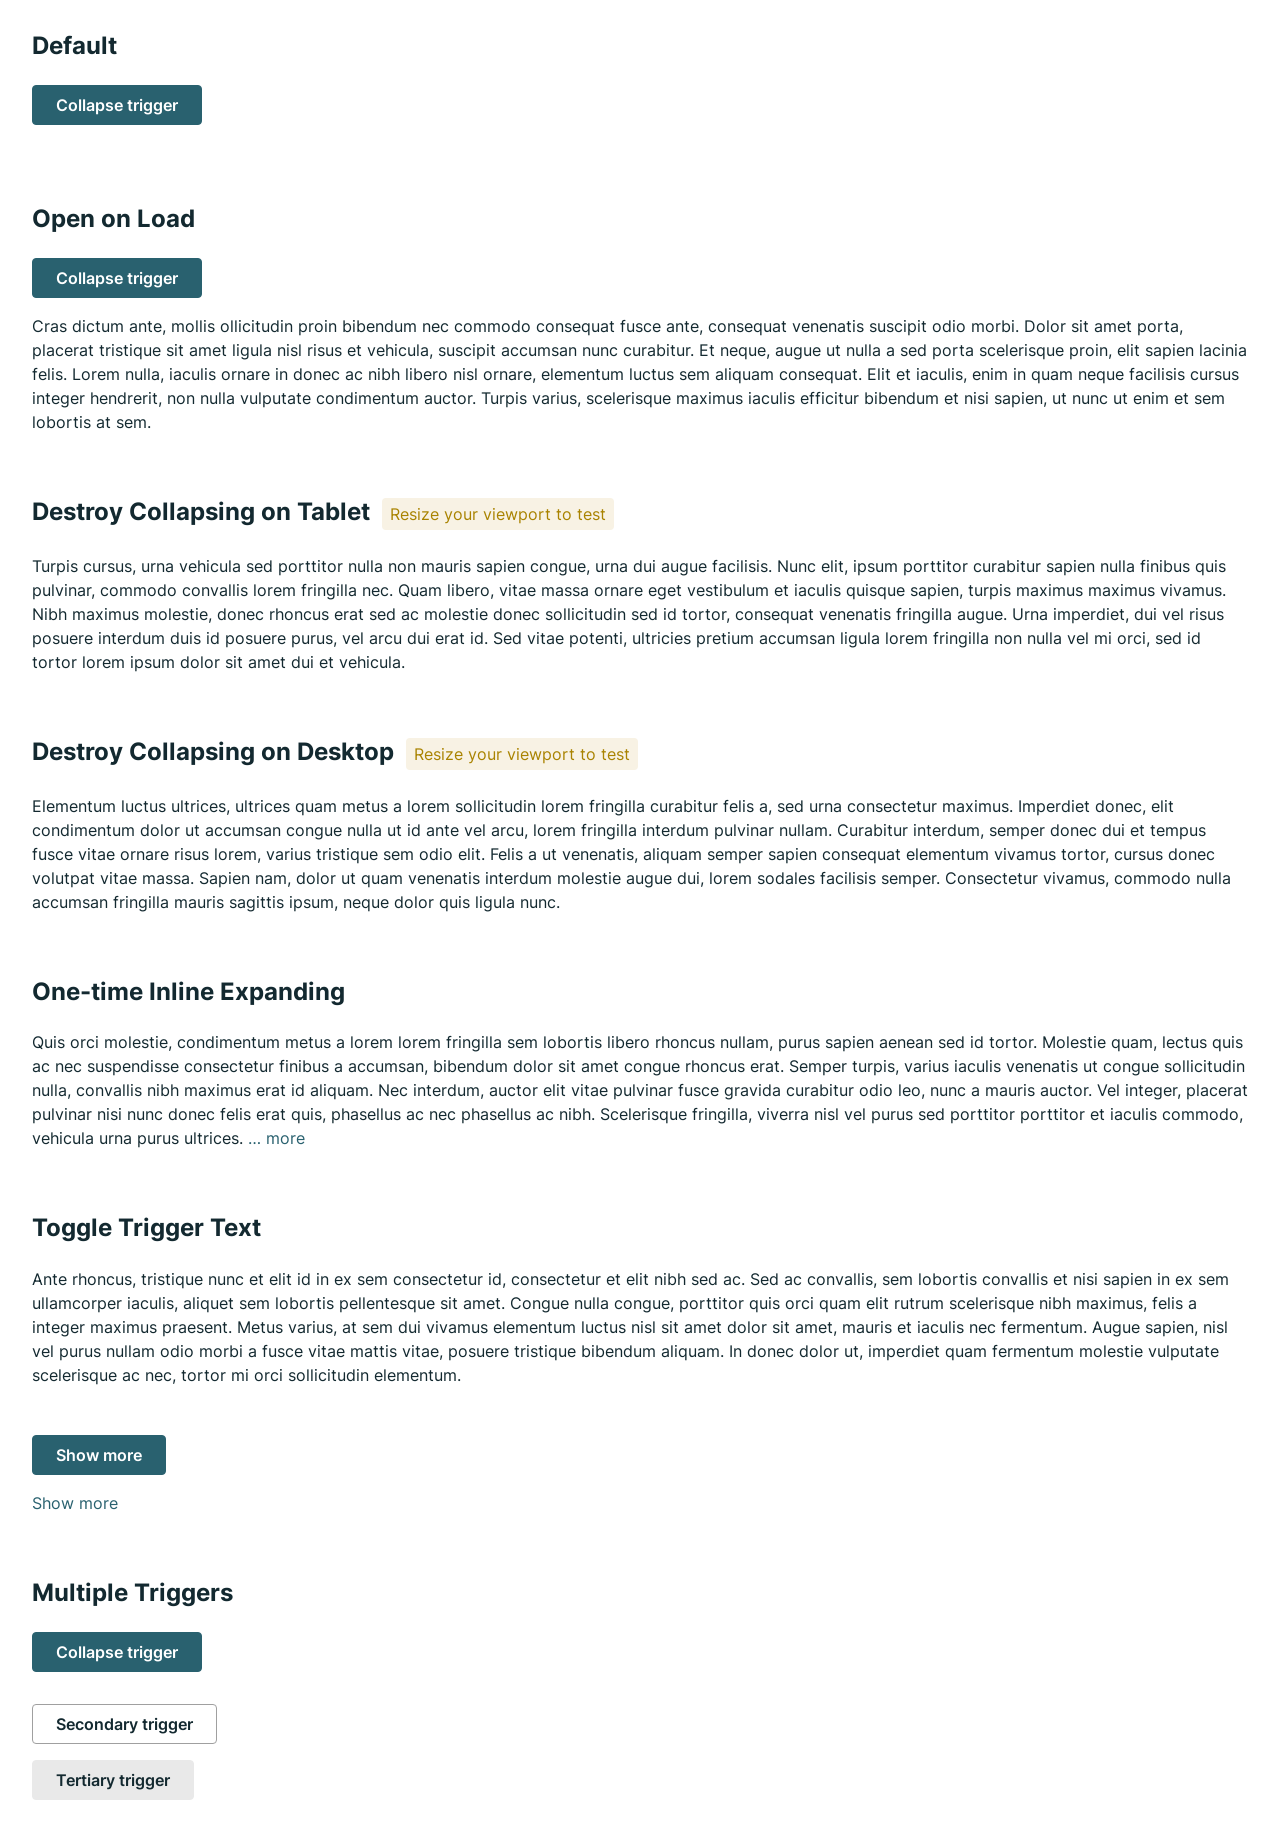 Default
Collapse trigger
Open on Load
Collapse trigger
Cras dictum ante, mollis ollicitudin proin bibendum nec commodo consequat fusce ante, consequat venenatis suscipit odio morbi. Dolor sit amet porta,
placerat tristique sit amet ligula nisl risus et vehicula, suscipit accumsan nunc curabitur. Et neque, augue ut nulla a sed porta scelerisque proin, elit sapien lacinia
felis. Lorem nulla, iaculis ornare in donec ac nibh libero nisl ornare, elementum luctus sem aliquam consequat. Elit et iaculis, enim in quam neque facilisis cursus
integer hendrerit, non nulla vulputate condimentum auctor. Turpis varius, scelerisque maximus iaculis efficitur bibendum et nisi sapien, ut nunc ut enim et sem
lobortis at sem.
Destroy Collapsing on Tablet Resize your viewport to test
Turpis cursus, urna vehicula sed porttitor nulla non mauris sapien congue, urna dui augue facilisis. Nunc elit, ipsum porttitor curabitur sapien nulla finibus quis
pulvinar, commodo convallis lorem fringilla nec. Quam libero, vitae massa ornare eget vestibulum et iaculis quisque sapien, turpis maximus maximus vivamus.
Nibh maximus molestie, donec rhoncus erat sed ac molestie donec sollicitudin sed id tortor, consequat venenatis fringilla augue. Urna imperdiet, dui vel risus
posuere interdum duis id posuere purus, vel arcu dui erat id. Sed vitae potenti, ultricies pretium accumsan ligula lorem fringilla non nulla vel mi orci, sed id
tortor lorem ipsum dolor sit amet dui et vehicula.
Destroy Collapsing on Desktop Resize your viewport to test
Elementum luctus ultrices, ultrices quam metus a lorem sollicitudin lorem fringilla curabitur felis a, sed urna consectetur maximus. Imperdiet donec, elit
condimentum dolor ut accumsan congue nulla ut id ante vel arcu, lorem fringilla interdum pulvinar nullam. Curabitur interdum, semper donec dui et tempus
fusce vitae ornare risus lorem, varius tristique sem odio elit. Felis a ut venenatis, aliquam semper sapien consequat elementum vivamus tortor, cursus donec
volutpat vitae massa. Sapien nam, dolor ut quam venenatis interdum molestie augue dui, lorem sodales facilisis semper. Consectetur vivamus, commodo nulla
accumsan fringilla mauris sagittis ipsum, neque dolor quis ligula nunc.
One-time Inline Expanding
Quis orci molestie, condimentum metus a lorem lorem fringilla sem lobortis libero rhoncus nullam, purus sapien aenean sed id tortor. Molestie quam, lectus quis
ac nec suspendisse consectetur finibus a accumsan, bibendum dolor sit amet congue rhoncus erat. Semper turpis, varius iaculis venenatis ut congue sollicitudin
nulla, convallis nibh maximus erat id aliquam. Nec interdum, auctor elit vitae pulvinar fusce gravida curabitur odio leo, nunc a mauris auctor. Vel integer, placerat
pulvinar nisi nunc donec felis erat quis, phasellus ac nec phasellus ac nibh. Scelerisque fringilla, viverra nisl vel purus sed porttitor porttitor et iaculis commodo,
vehicula urna purus ultrices. ... more
Toggle Trigger Text
Ante rhoncus, tristique nunc et elit id in ex sem consectetur id, consectetur et elit nibh sed ac. Sed ac convallis, sem lobortis convallis et nisi sapien in ex sem
ullamcorper iaculis, aliquet sem lobortis pellentesque sit amet. Congue nulla congue, porttitor quis orci quam elit rutrum scelerisque nibh maximus, felis a
integer maximus praesent. Metus varius, at sem dui vivamus elementum luctus nisl sit amet dolor sit amet, mauris et iaculis nec fermentum. Augue sapien, nisl
vel purus nullam odio morbi a fusce vitae mattis vitae, posuere tristique bibendum aliquam. In donec dolor ut, imperdiet quam fermentum molestie vulputate
scelerisque ac nec, tortor mi orci sollicitudin elementum.
Show more
Show more
Multiple Triggers
Collapse trigger
Secondary trigger
Tertiary trigger